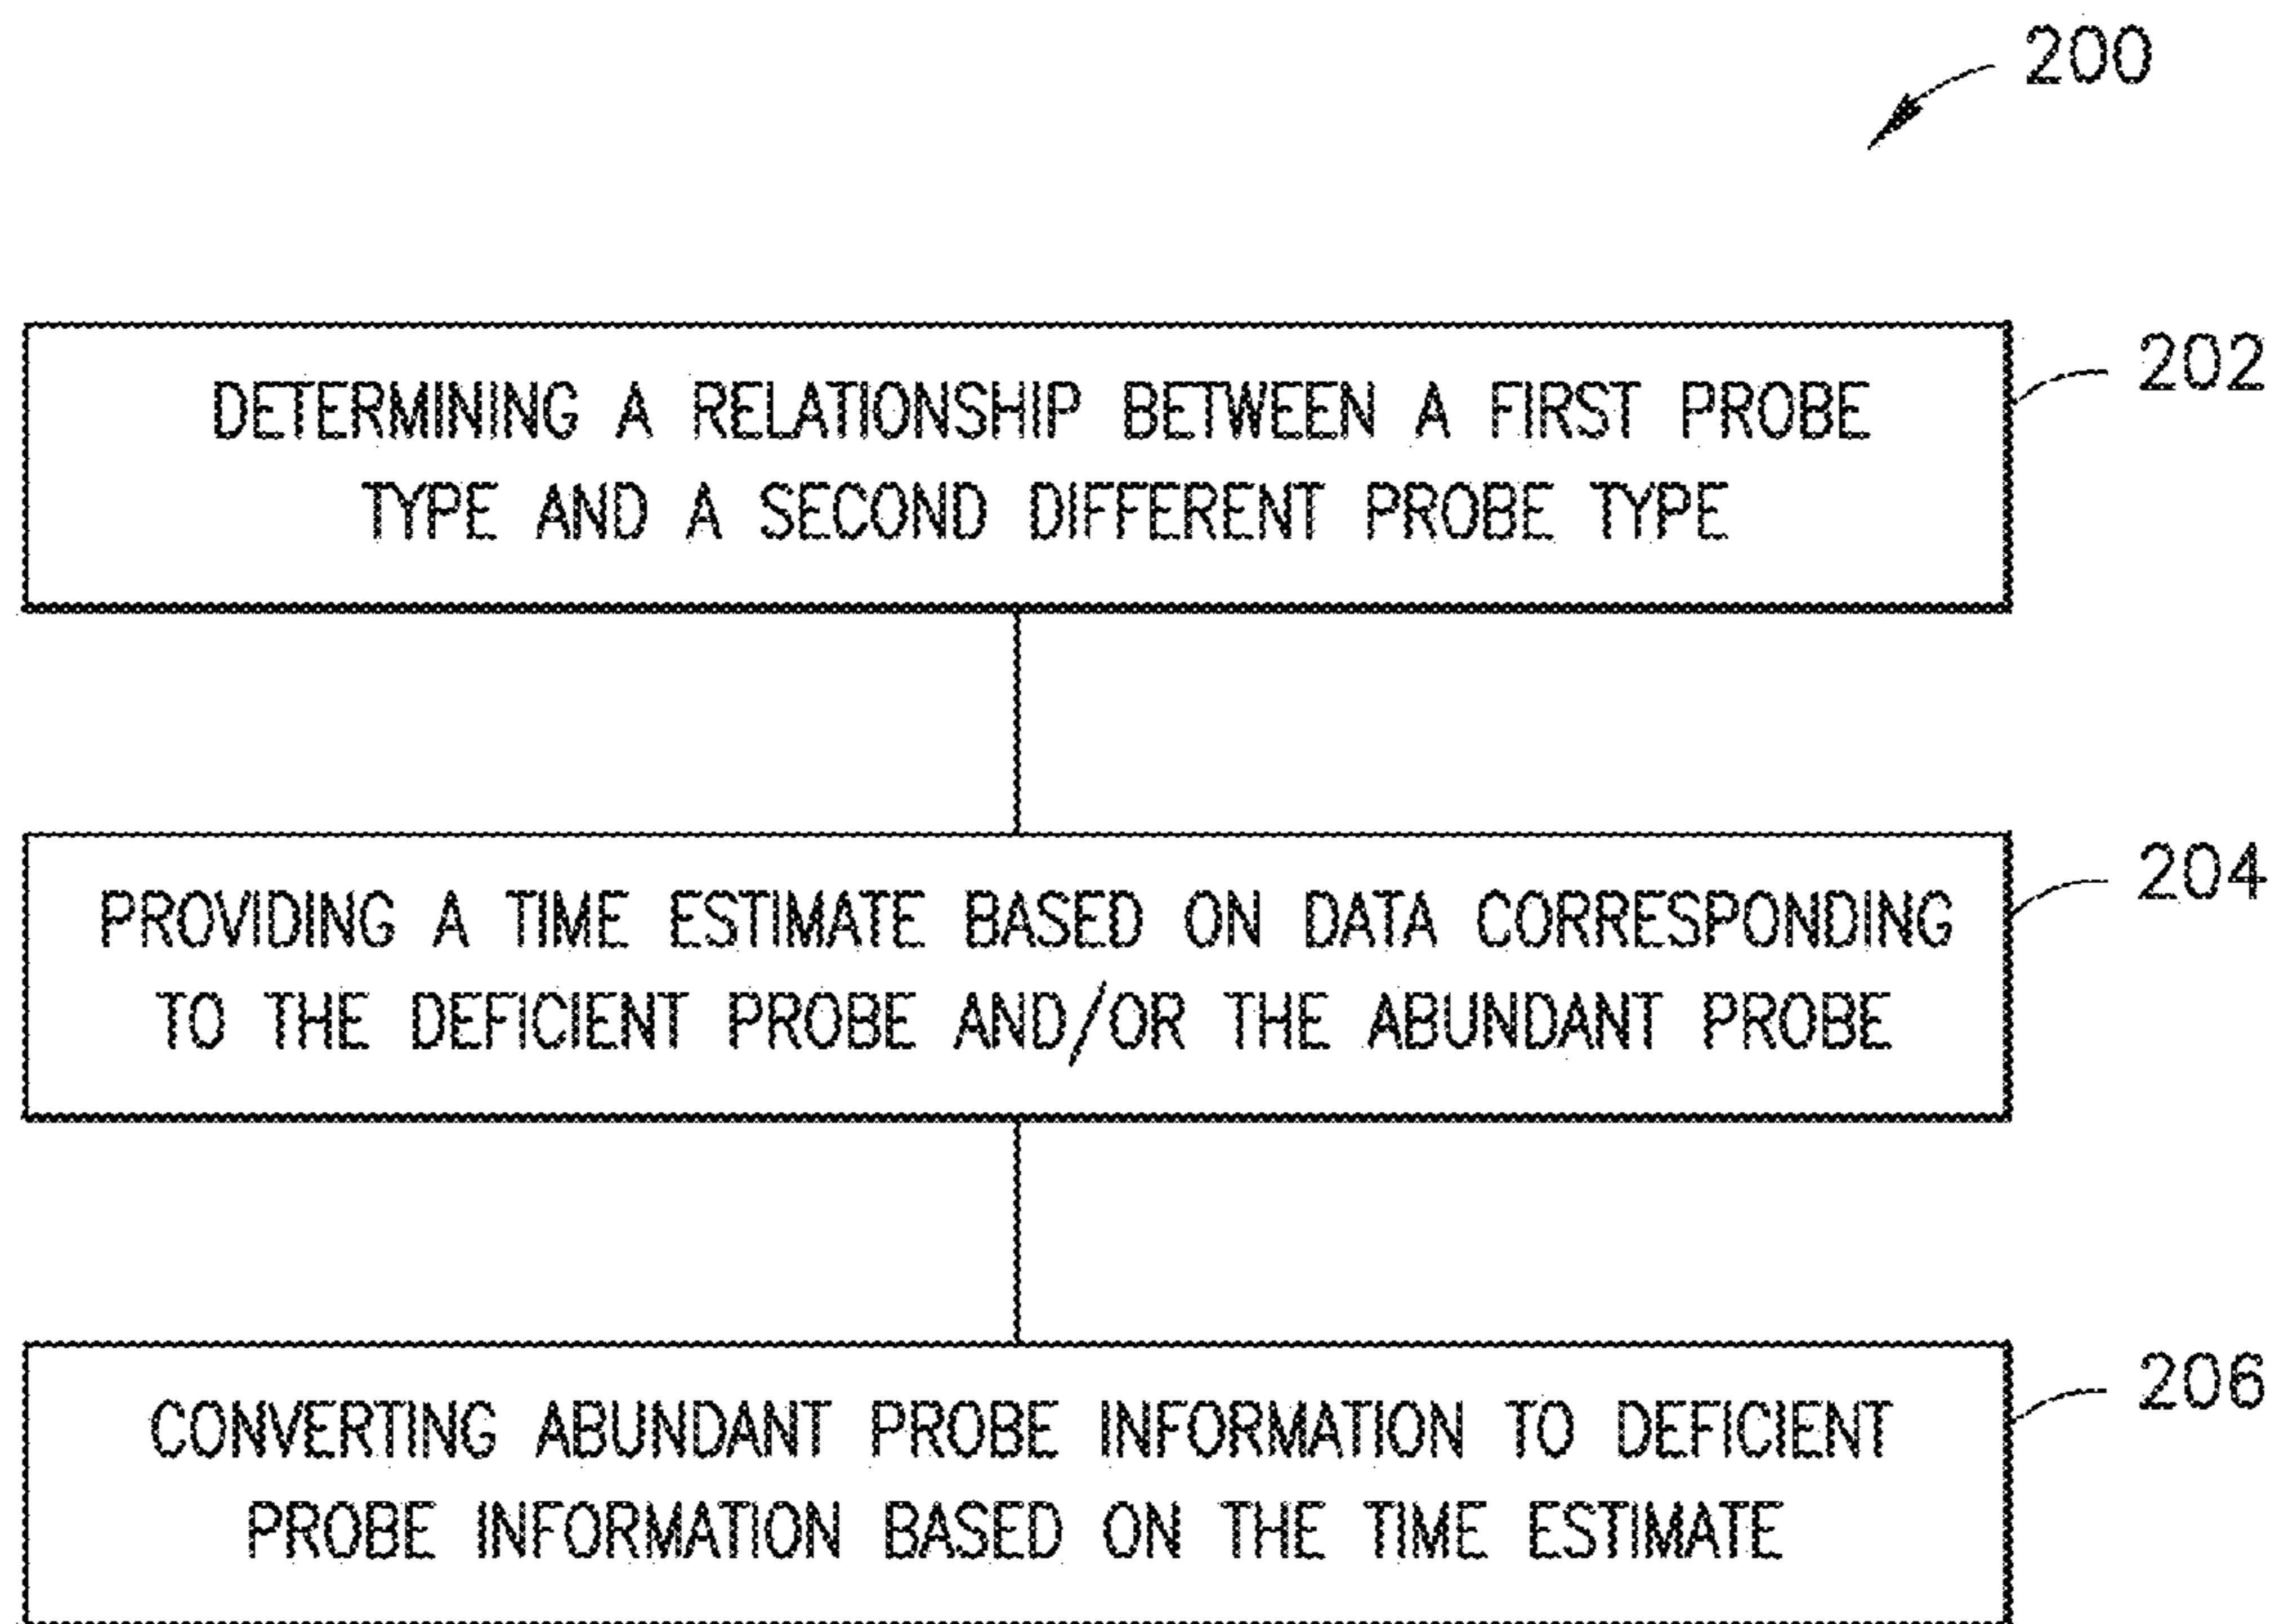 200
DETERMINING A RELATIONSHIP BETWEEN A FIRST PROBE
TYPE AND A SECOND DIFFERENT PROBE TYPE
202
PROVIDING A TIME ESTIMATE BASED ON DATA CORRESPONDING
TO THE DEFICIENT PROBE AND/OR THE ABUNDANT PROBE
204
CONVERTING ABUNDANT PROBE INFORMATION TO DEFICIENT
PROBE INFORMATION BASED ON THE TIME ESTIMATE
206